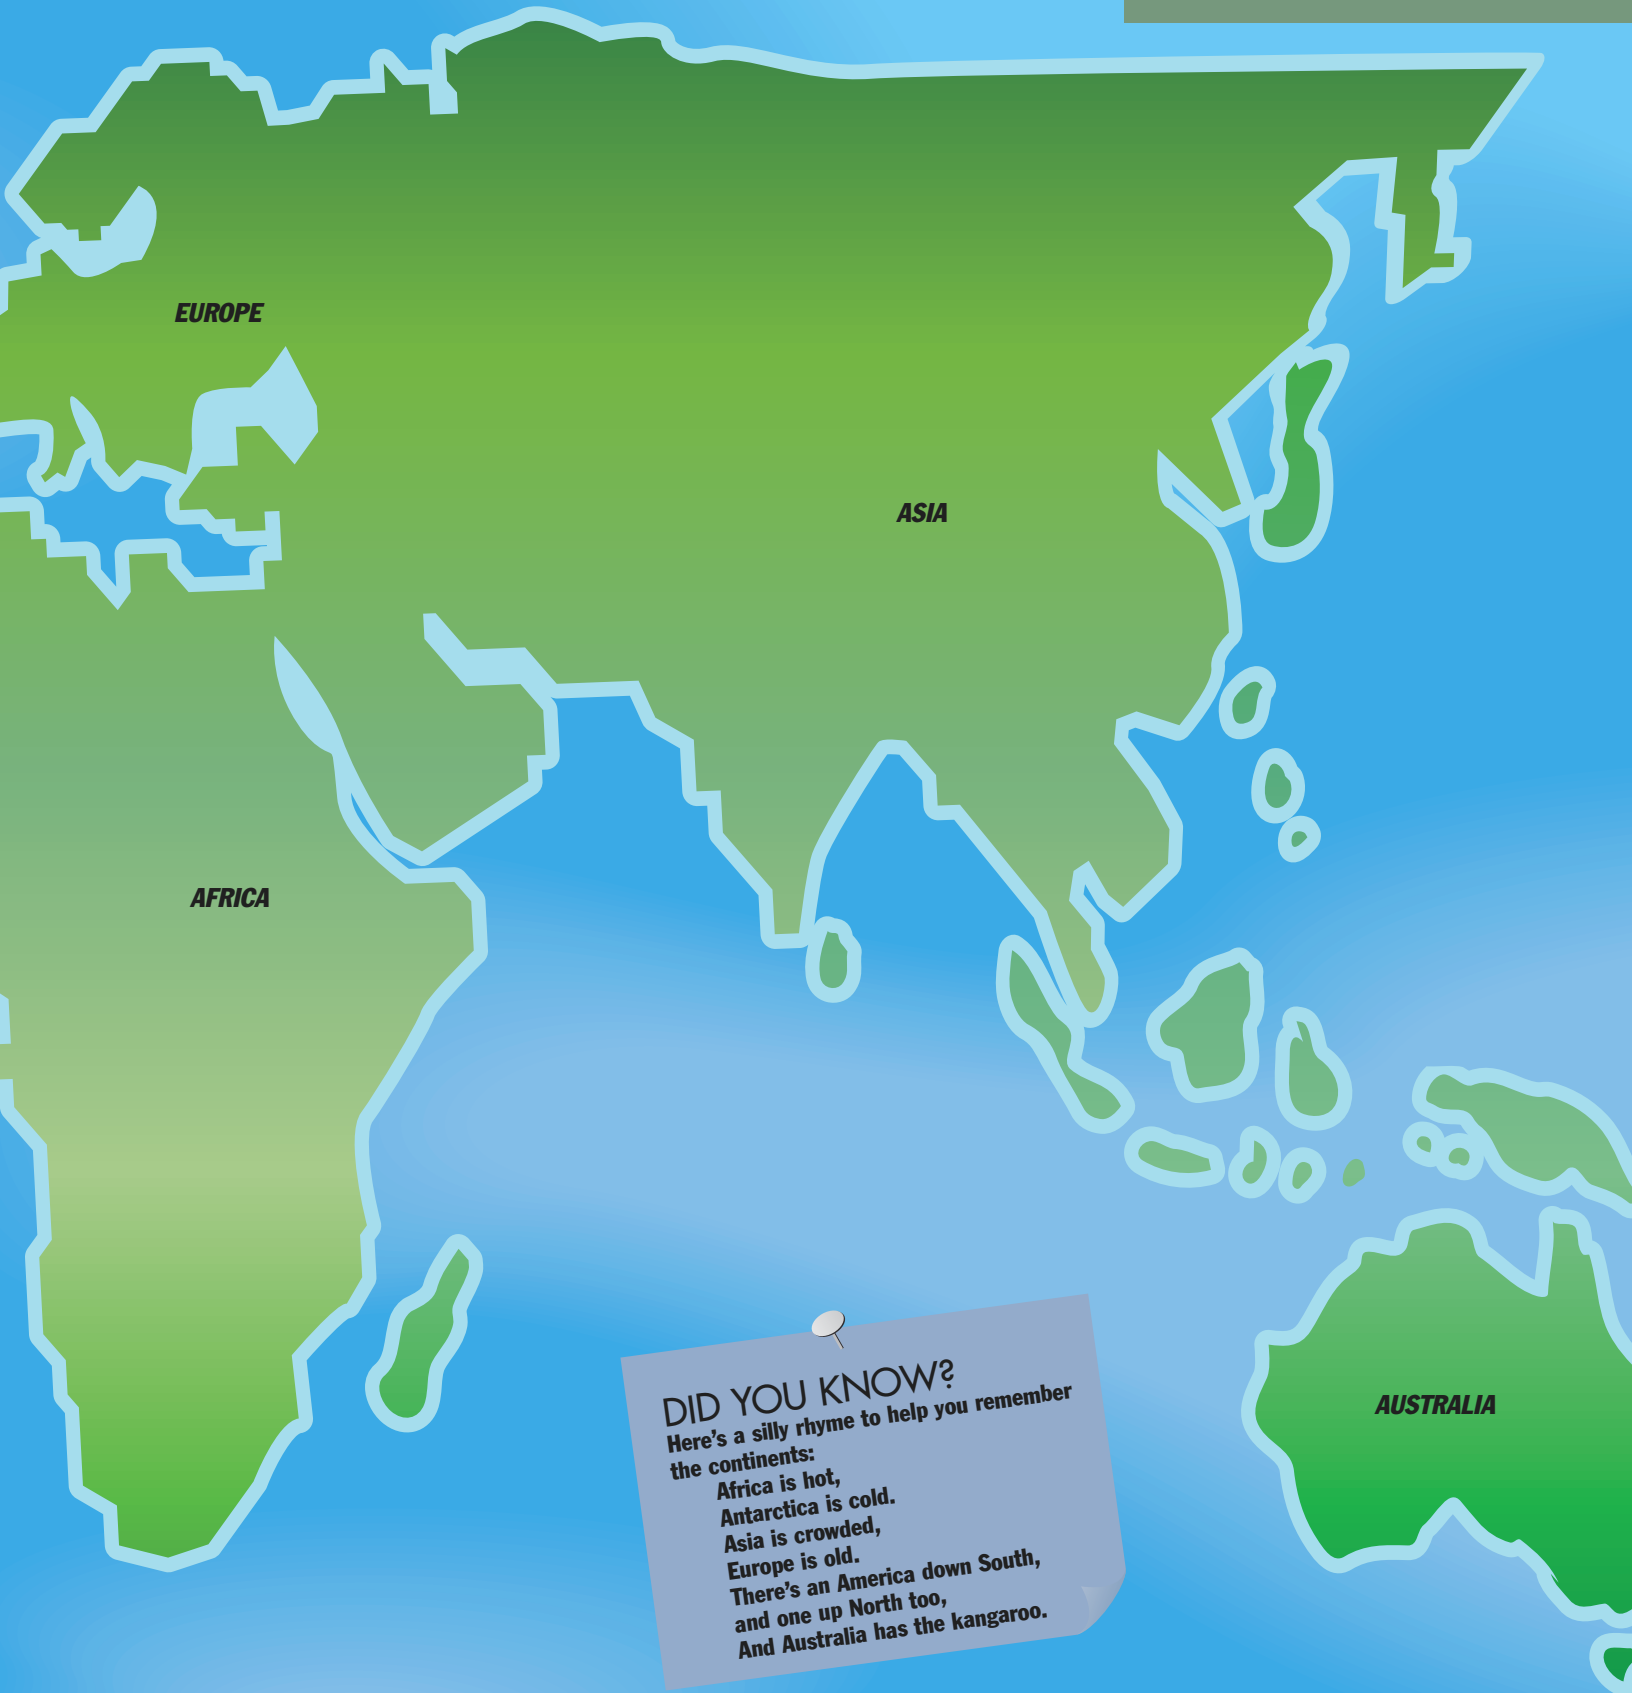 EUROPE
ASIA
AFRICA
DID YOU KNOW?
Here's a silly rhyme to help you remember
the continents:
Africa is hot,
Antarctica is cold.
Asia is crowded,
Europe is old.
There's an America down South,
and one up North too,
And Australia has the kangaroo.
AUSTRALIA